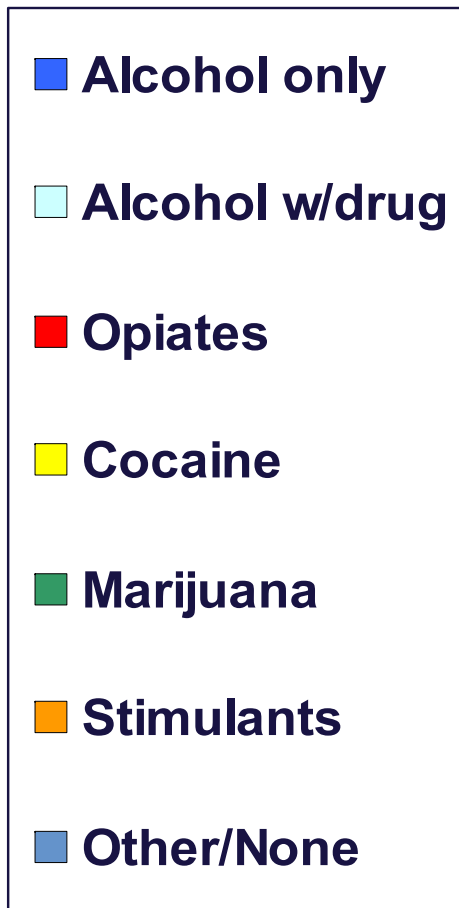 Alcohol only
Alcohol w/drug
Opiates
Cocaine
Marijuana
Stimulants
Other/None